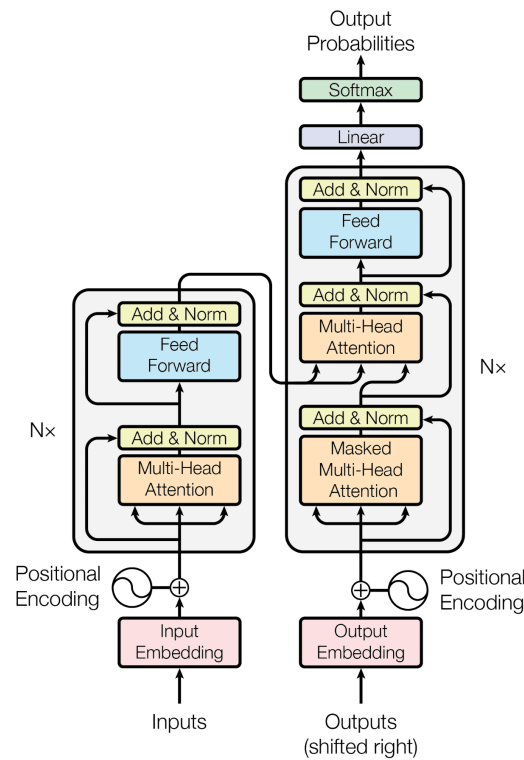 Output
Probabilities
Softmax
Linear
Add & Norm
Feed
Forward
Add & Norm
Multi-Head
Attention
Add & Norm
Masked
Multi-Head
Attention
N×
Add & Norm
Feed
Forward
Add & Norm
Multi-Head
Attention
N×
Positional
Encoding
Positional
Encoding
Input
Embedding
Output
Embedding
Inputs
Outputs
(shifted right)